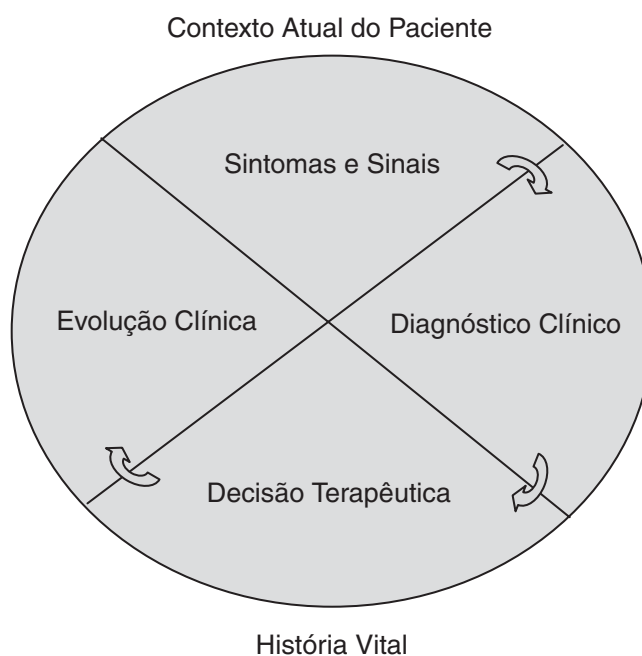 Contexto Atual do Paciente
Sintomas e Sinais
Evolução Clínica
Diagnóstico Clínico
Decisão Terapêutica
História Vital